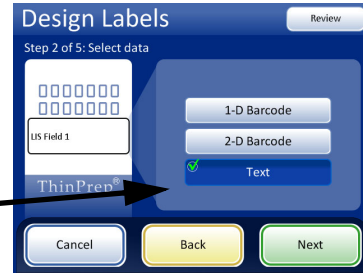 Design Labels
Review
Step 2 of 5: Select data
LIS Field 1
ThinPrep®
1-D Barcode
2-D Barcode
Text
Cancel
Back
Next